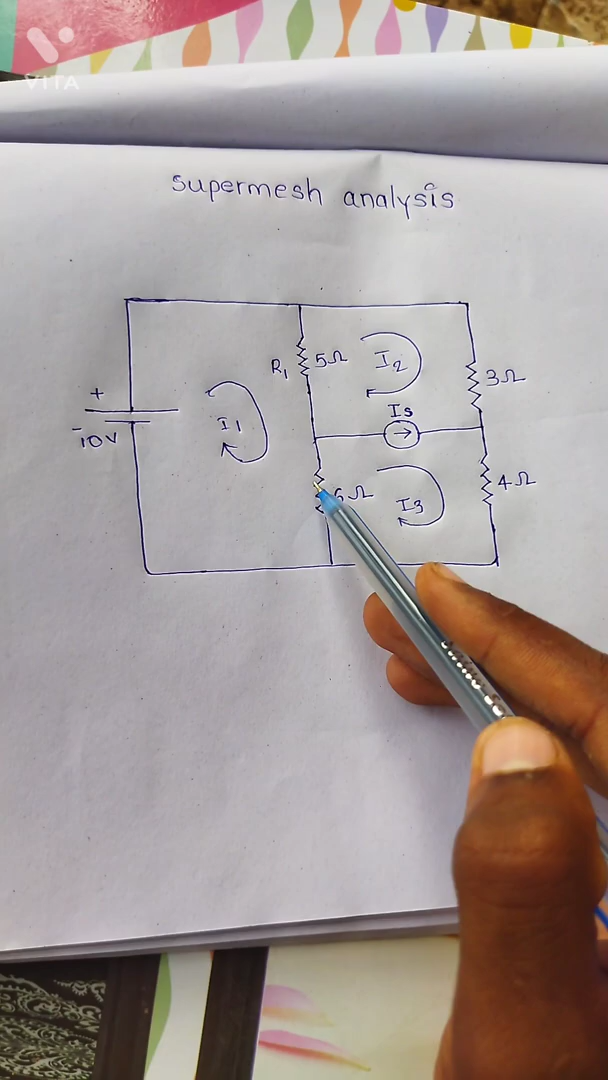 VITA
supermesh analysis
R1 5Ω
I2
3Ω
+
-10V
I1
Is
6Ω
I3
4Ω